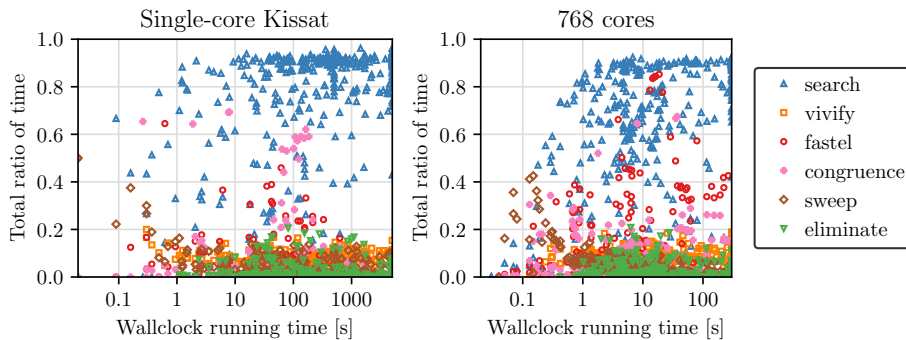 Single-core Kissat
Total ratio of time
1.0
0.8
0.6
0.4
0.2
0.0
0.1 1 10 100 1000
Wallclock running time [s]
768 cores
Total ratio of time
1.0
0.8
0.6
0.4
0.2
0.0
0.1 1 10 100
Wallclock running time [s]
search
vivify
fastel
congruence
sweep
eliminate